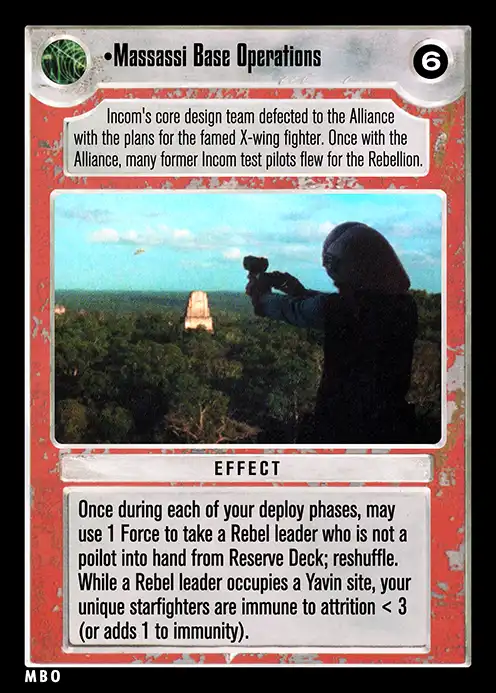 •Massassi Base Operations
6
Incom's core design team defected to the Alliance
with the plans for the famed X-wing fighter. Once with the
Alliance, many former Incom test pilots flew for the Rebellion.
EFFECT
Once during each of your deploy phases, may
use 1 Force to take a Rebel leader who is not a
poilot into hand from Reserve Deck; reshuffle.
While a Rebel leader occupies a Yavin site, your
unique starfighters are immune to attrition < 3
(or adds 1 to immunity).
MBO